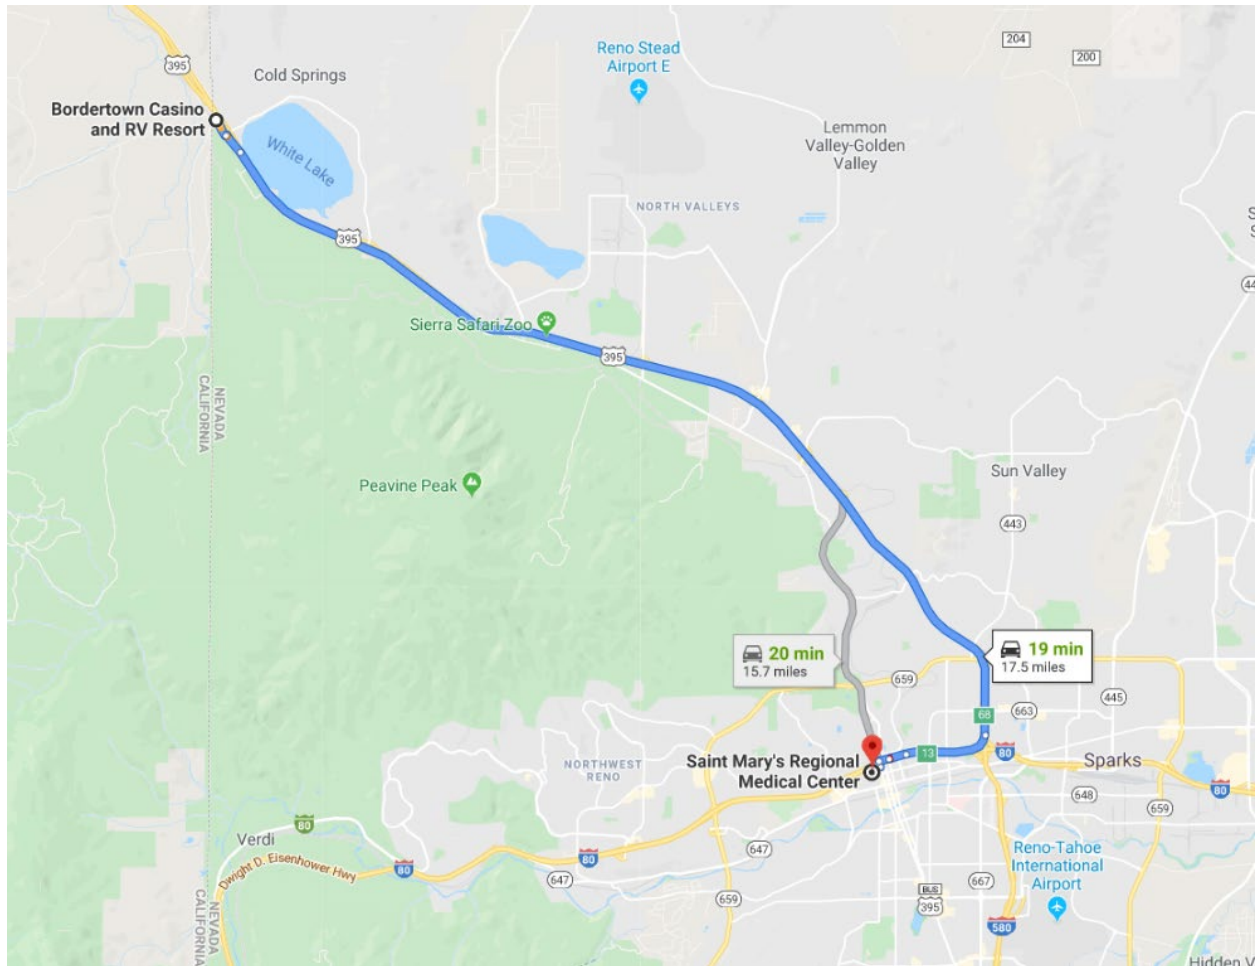 204
200
Reno Stead
Airport E
395
Cold Springs
Bordertown Casino
and RV Resort
White Lake
Lemmon
Valley-Golden
Valley
NORTH VALLEYS
395
Sierra Safari Zoo
395
NEVADA
CALIFORNIA
Peavine Peak
Sun Valley
443
20 min
15.7 miles
19 min
17.5 miles
659
445
68
663
13
80
Saint Mary's Regional
Medical Center
NORTHWEST
RENO
Sparks
80
648
659
80
Verdi
Dwight D. Eisenhower Hwy
80
80
647
647
659
667
BUS
395
Reno-Tahoe
International
Airport
580
NEVADA
CALIFORNIA